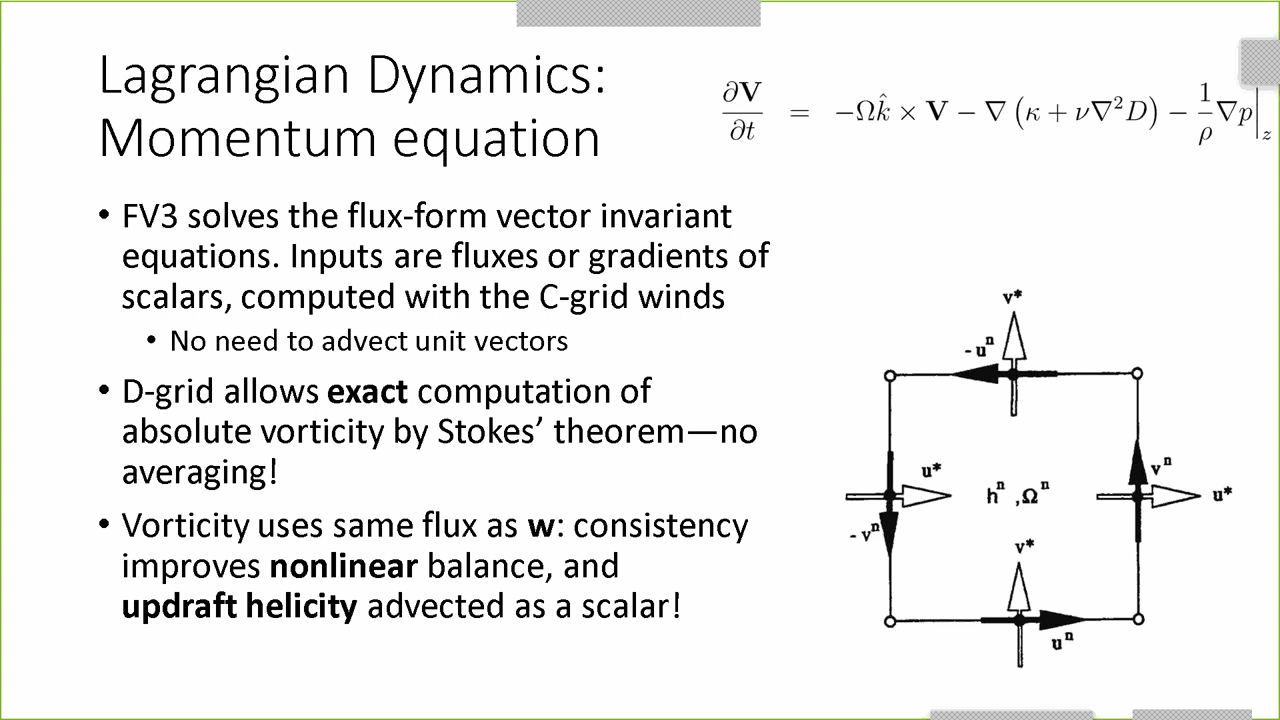 Lagrangian Dynamics:
Momentum equation
∂V/∂t = −Ωk̂ × V − ∇(κ + ν∇²D) − 1/ρ ∇p|z
• FV3 solves the flux-form vector invariant
equations. Inputs are fluxes or gradients of
scalars, computed with the C-grid winds
• No need to advect unit vectors
• D-grid allows exact computation of
absolute vorticity by Stokes’ theorem—no
averaging!
• Vorticity uses same flux as w: consistency
improves nonlinear balance, and
updraft helicity advected as a scalar!
v*
- uⁿ
u*
hⁿ ,Ωⁿ
vⁿ
u*
- vⁿ
v*
uⁿ